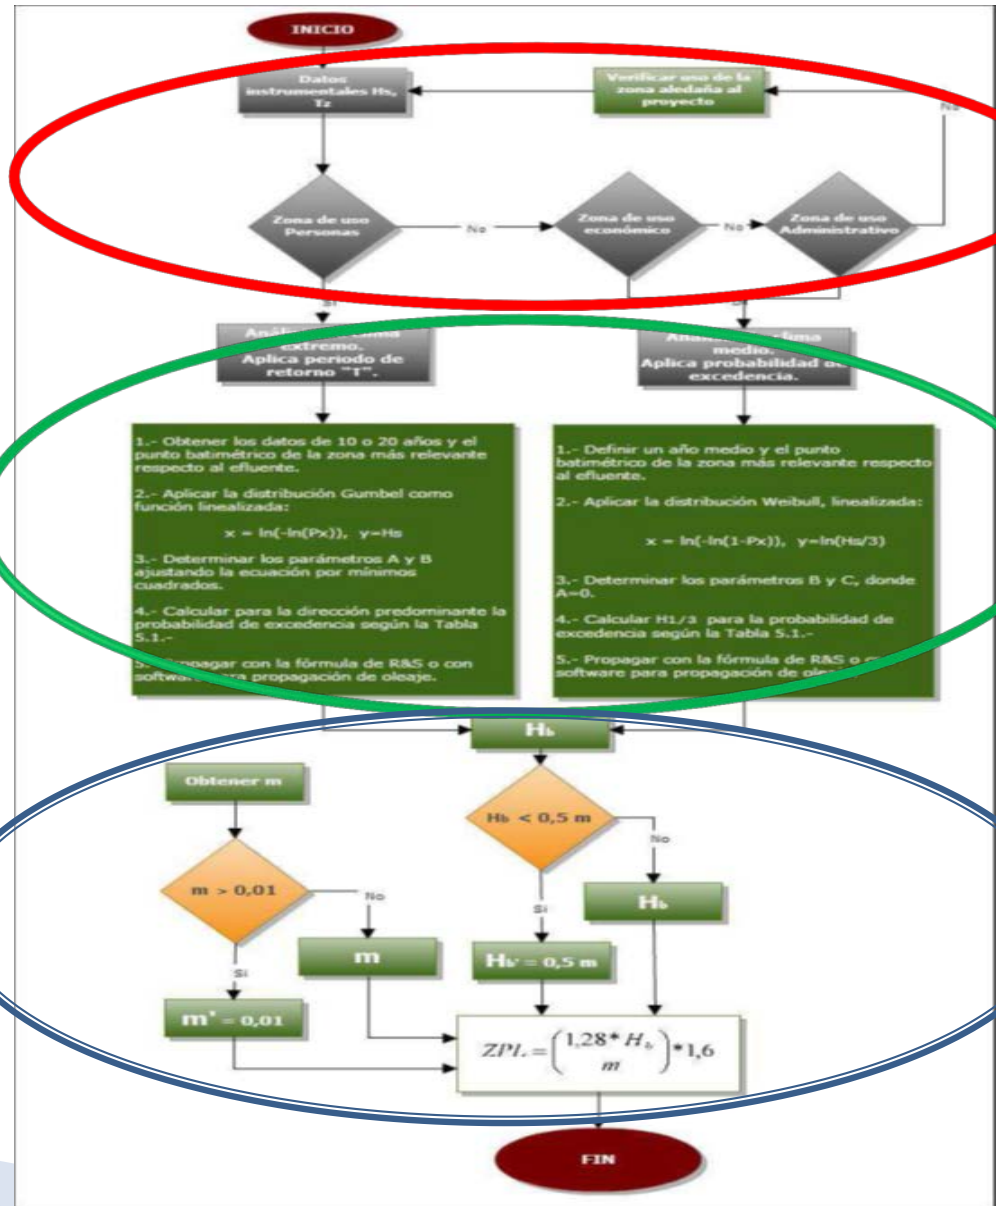 INICIO
Datos
instrumentales Hs,
Tz
Verificar uso de la
zona aledaña al
proyecto
No
Zona de uso
Personas
No
Zona de uso
económico
No
Zona de uso
Administrativo
Si
extremo.
Aplica periodo de
retorno "T".
medio.
Aplica probabilidad de
excedencia.
1.- Obtener los datos de 10 o 20 años y el
punto batimétrico de la zona más relevante
respecto al efluente.
2.- Aplicar la distribución Gumbel como
función linealizada:
x = ln(-ln(Px)), y=Hs
3.- Determinar los parámetros A y B
ajustando la ecuación por mínimos
cuadrados.
4.- Calcular para la dirección predominante la
probabilidad de excedencia según la Tabla
5.1.-
5.- Propagar con la fórmula de R&S o con
software para propagación de oleaje.
1.- Definir un año medio y el punto
batimétrico de la zona más relevante respecto
al efluente.
2.- Aplicar la distribución Weibull, linealizada:
x = ln(-ln(1-Px)), y=ln(Hs/3)
3.- Determinar los parámetros B y C, donde
A=0.
4.- Calcular H1/3 para la probabilidad de
excedencia según la Tabla 5.1.-
5.- Propagar con la fórmula de R&S o con
software para propagación de oleaje.
Hb
Obtener m
Hb < 0,5 m
No
m > 0,01
No
Hb
Si
m
Hb' = 0,5 m
Si
m' = 0,01
ZPL = (1,28* Hb / m) *1,6
FIN